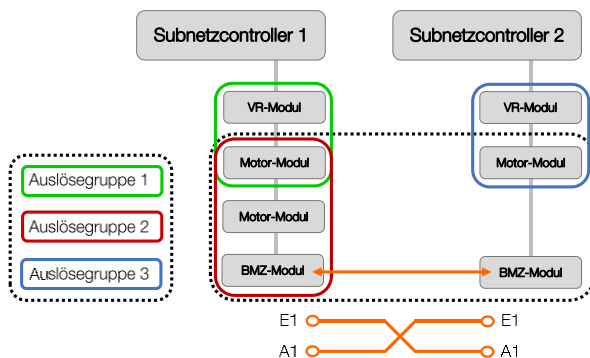 Subnetzcontroller 1
Subnetzcontroller 2
VR-Modul
VR-Modul
Motor-Modul
Motor-Modul
Auslösegruppe 1
Motor-Modul
Auslösegruppe 2
BMZ-Modul
BMZ-Modul
Auslösegruppe 3
E1
E1
A1
A1